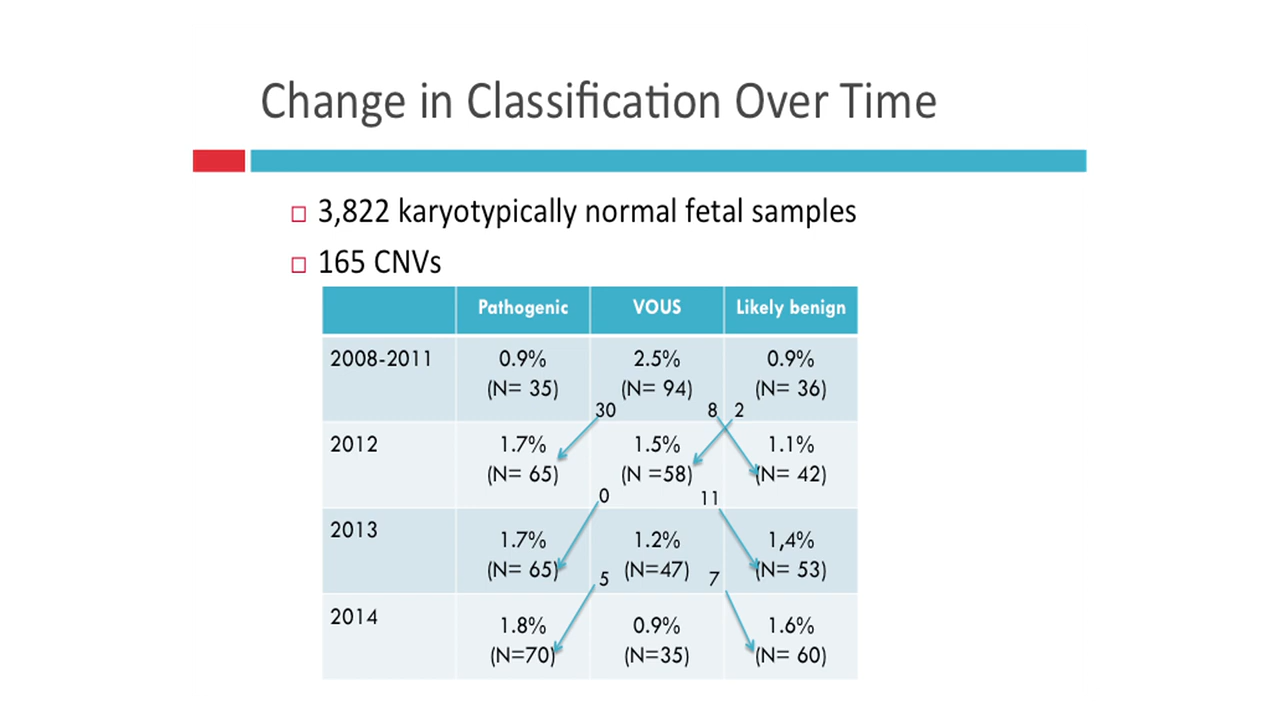 Change in Classification Over Time
3,822 karyotypically normal fetal samples
165 CNVs
Pathogenic VOUS Likely benign
2008-2011 0.9% 2.5% 0.9%
(N= 35) (N= 94) (N= 36)
30 8 2
2012 1.7% 1.5% 1.1%
(N= 65) (N =58) (N= 42)
0 11
2013 1.7% 1.2% 1,4%
(N= 65) (N=47) (N= 53)
5 7
2014 1.8% 0.9% 1.6%
(N=70) (N=35) (N= 60)